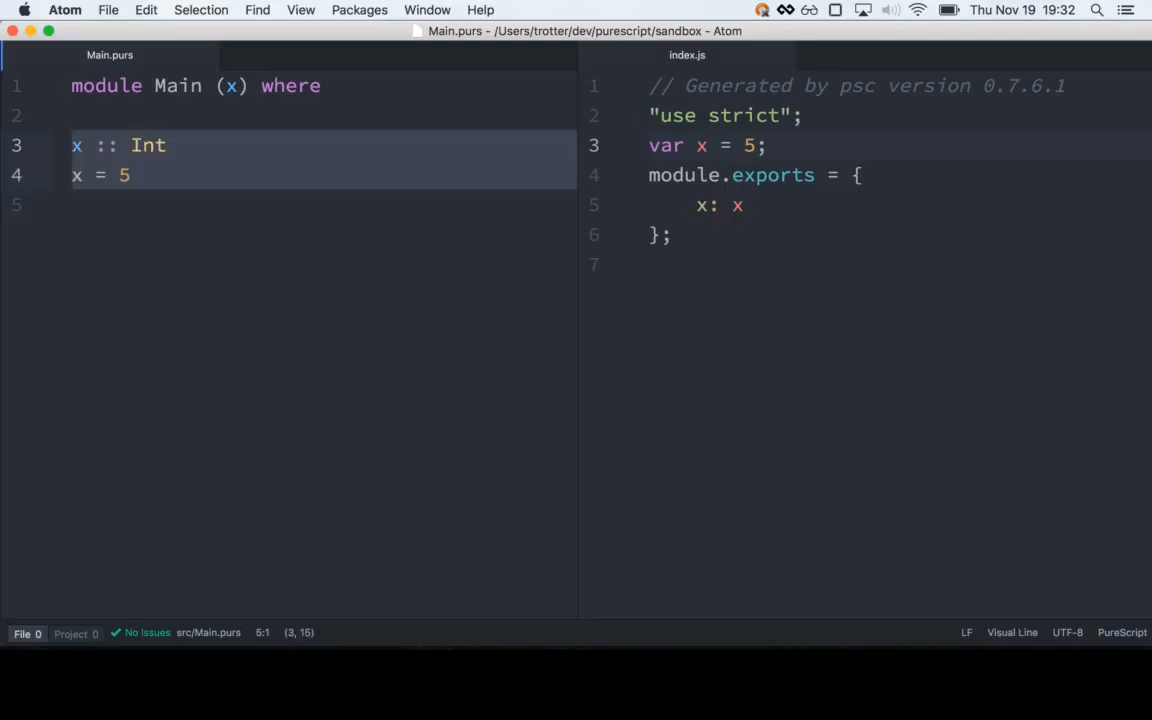 Atom File Edit Selection Find View Packages Window Help Thu Nov 19 19:32
Main.purs - /Users/trotter/dev/purescript/sandbox - Atom
Main.purs
1 module Main (x) where
2
3 x :: Int
4 x = 5
5
index.js
1 // Generated by psc version 0.7.6.1
2 "use strict";
3 var x = 5;
4 module.exports = {
5 x: x
6 };
7
File 0 Project 0 No Issues src/Main.purs 5:1 (3, 15) LF Visual Line UTF-8 PureScript